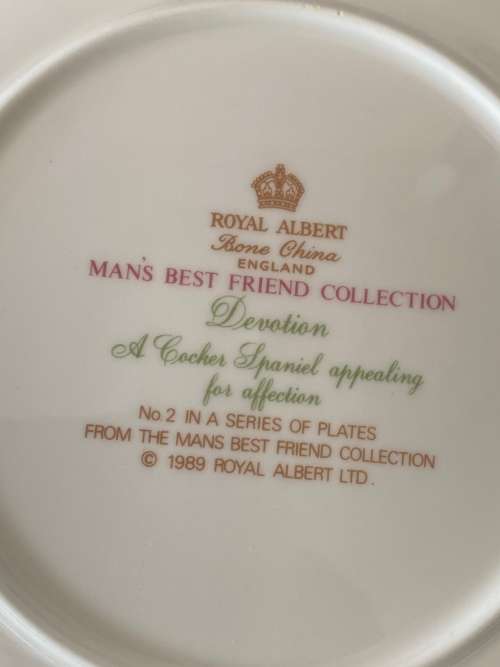 ROYAL ALBERT
Bone China
ENGLAND
MAN'S BEST FRIEND COLLECTION
Devotion
A Cocher Spaniel appealing
for affection
No.2 IN A SERIES OF PLATES
FROM THE MANS BEST FRIEND COLLECTION
© 1989 ROYAL ALBERT LTD.